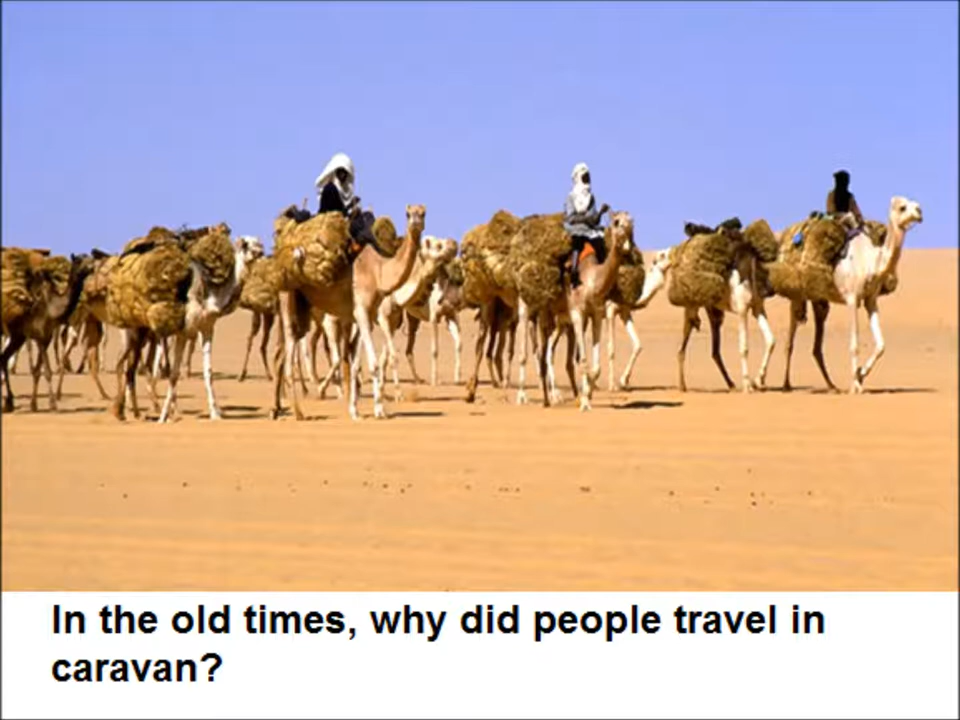 In the old times, why did people travel in
caravan?